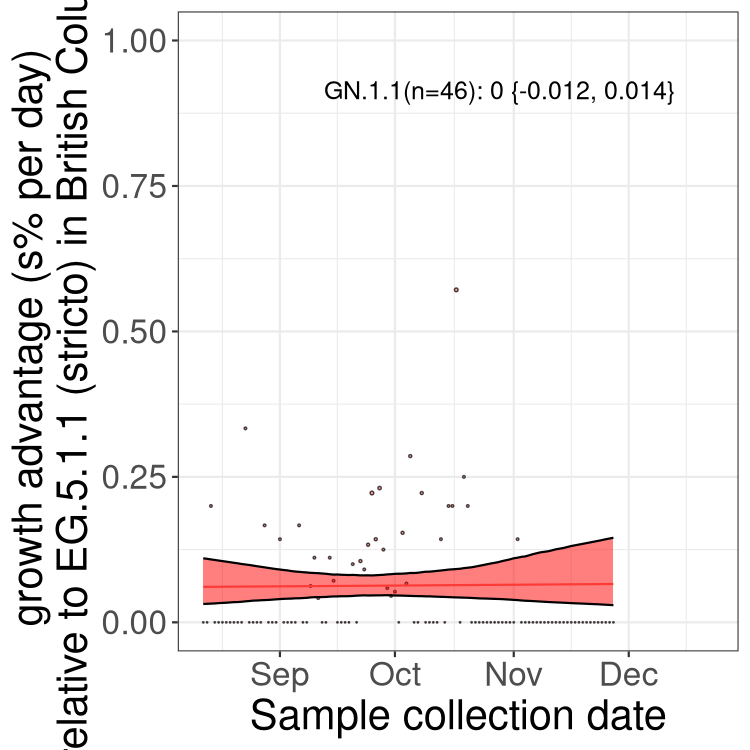 growth advantage (s% per day)
relative to EG.5.1.1 (stricto) in British
1.00
0.75
0.50
0.25
0.00
GN.1.1(n=46): 0 {-0.012, 0.014}
Sep Oct Nov Dec
Sample collection date